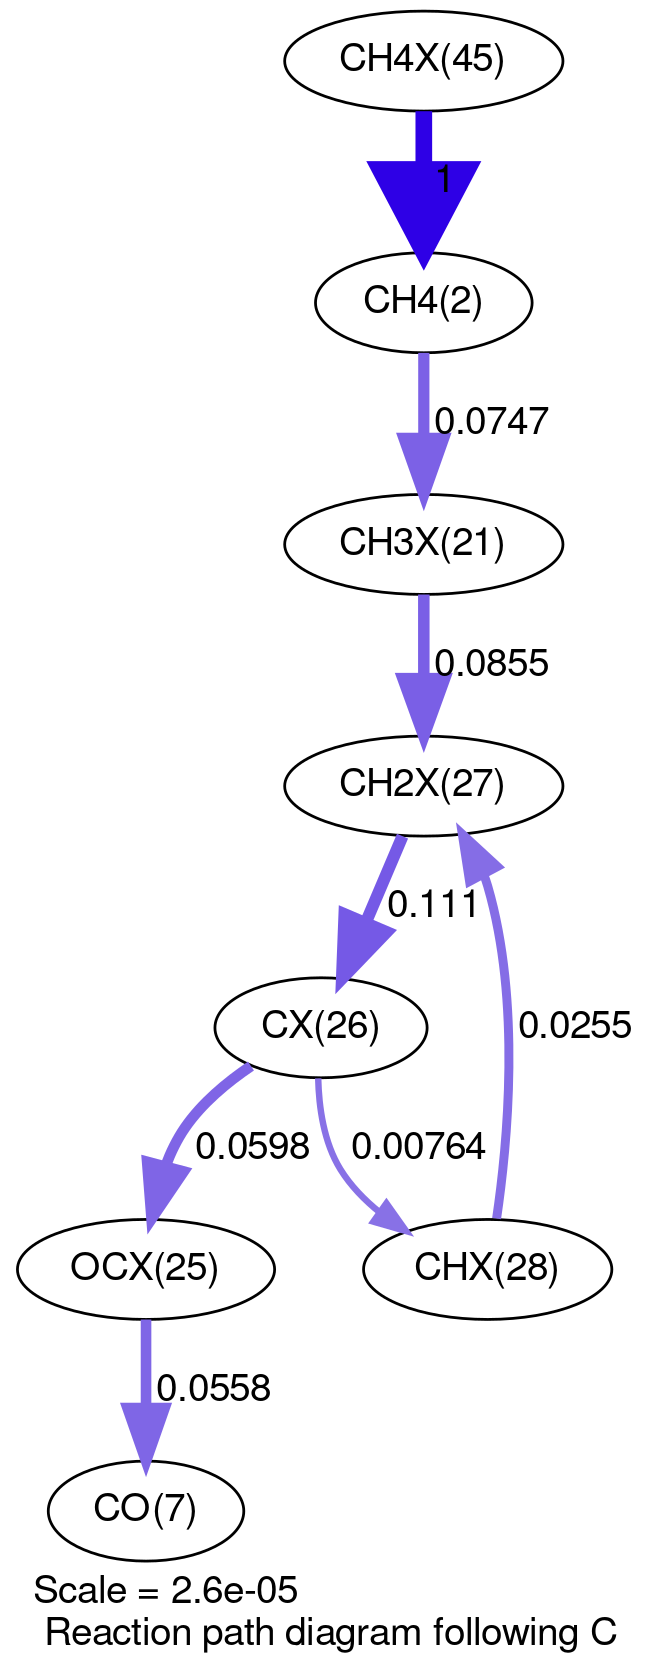 CH4X(45)
1
CH4(2)
0.0747
CH3X(21)
0.0855
CH2X(27)
0.111
CX(26)
0.0255
0.0598
0.00764
OCX(25)
CHX(28)
0.0558
CO(7)
Scale = 2.6e-05
Reaction path diagram following C